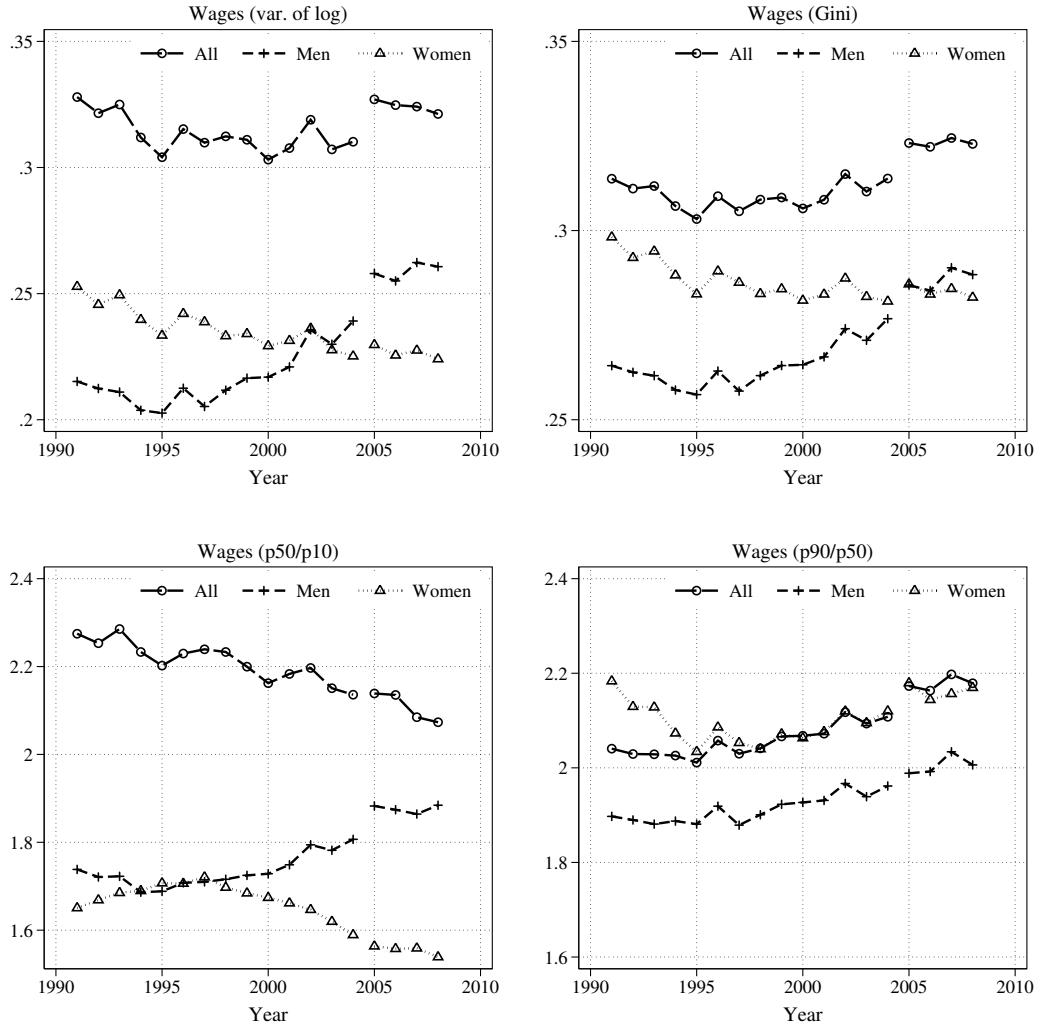 Wages (var. of log)
All Men Women
.35
.3
.25
.2
1990 1995 2000 2005 2010
Year
Wages (Gini)
All Men Women
.35
.3
.25
1990 1995 2000 2005 2010
Year
Wages (p50/p10)
All Men Women
2.4
2.2
2
1.8
1.6
1990 1995 2000 2005 2010
Year
Wages (p90/p50)
All Men Women
2.4
2.2
2
1.8
1.6
1990 1995 2000 2005 2010
Year